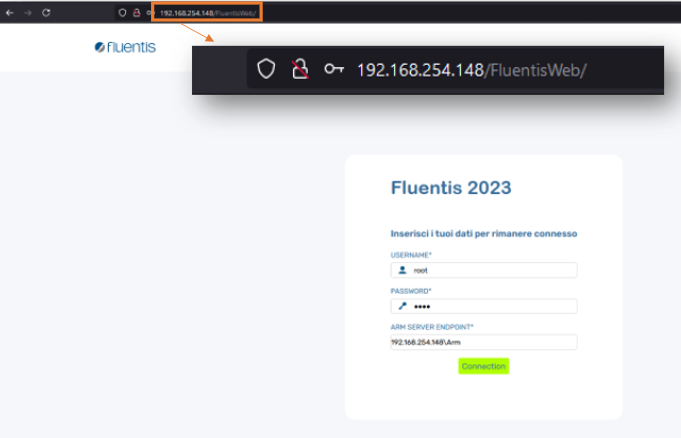 192.168.254.148/FluentisWeb/
fluentis
192.168.254.148/FluentisWeb/
Fluentis 2023
Inserisci i tuoi dati per rimanere connesso
USERNAME*
root
PASSWORD*
••••
ARM SERVER ENDPOINT*
192.168.254.148\Arm
Connection